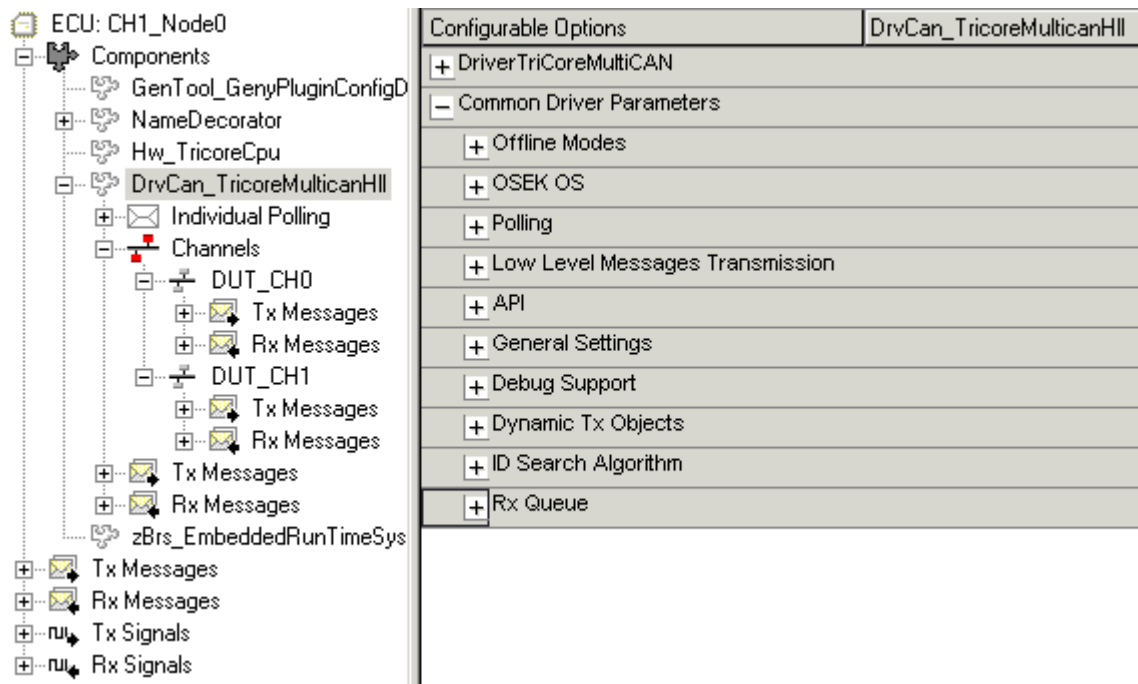 ECU: CH1_Node0
Components
GenTool_GenyPluginConfigD
NameDecorator
Hw_TricoreCpu
DrvCan_TricoreMulticanHll
Individual Polling
Channels
DUT_CH0
Tx Messages
Rx Messages
DUT_CH1
Tx Messages
Rx Messages
Tx Messages
Rx Messages
zBrs_EmbeddedRunTimeSys
Tx Messages
Rx Messages
Tx Signals
Rx Signals
Configurable Options DrvCan_TricoreMulticanHll
DriverTriCoreMultiCAN
Common Driver Parameters
Offline Modes
OSEK OS
Polling
Low Level Messages Transmission
API
General Settings
Debug Support
Dynamic Tx Objects
ID Search Algorithm
Rx Queue